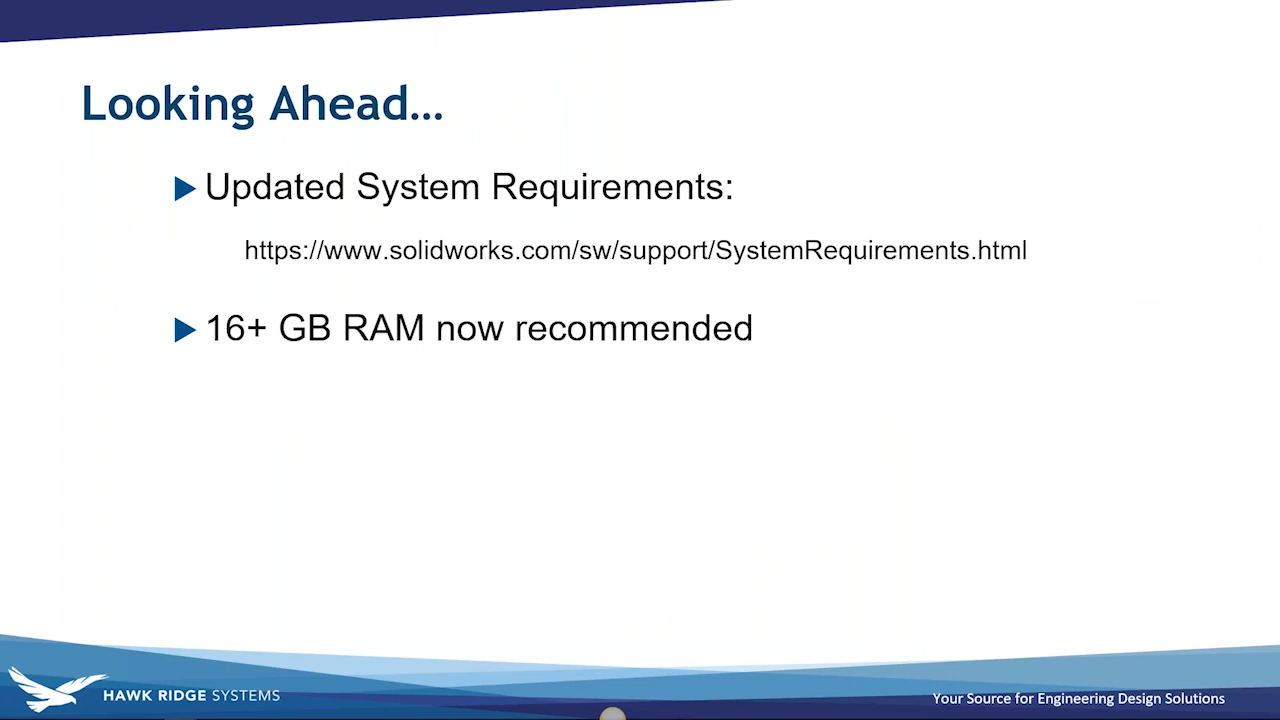 Looking Ahead...
Updated System Requirements:
https://www.solidworks.com/sw/support/SystemRequirements.html
16+ GB RAM now recommended
HAWK RIDGE SYSTEMS
Your Source for Engineering Design Solutions